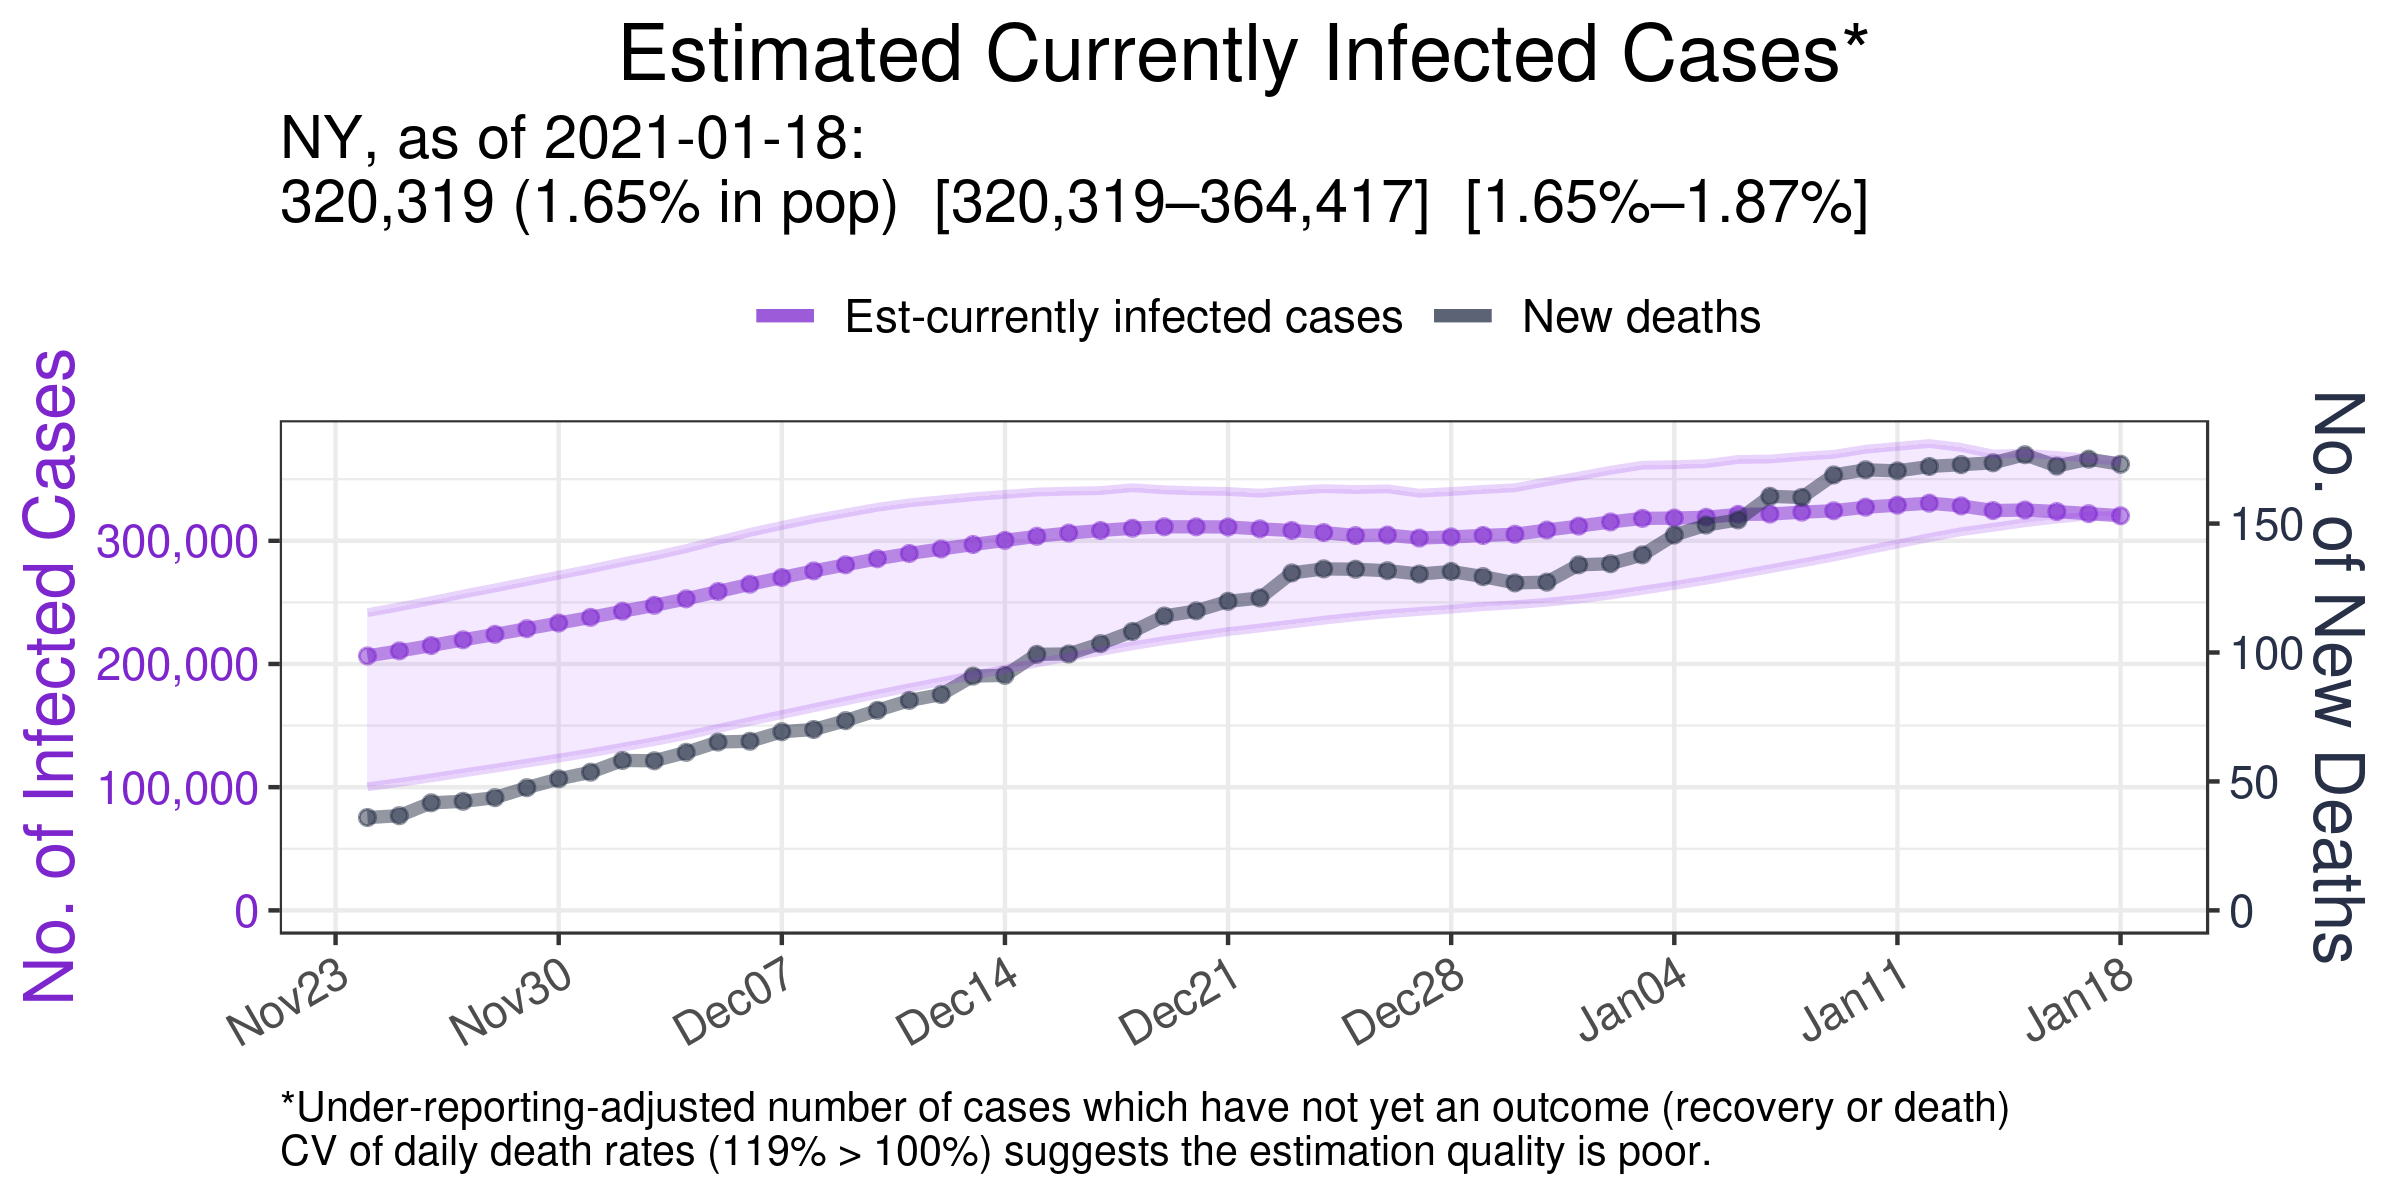 Estimated Currently Infected Cases*
NY, as of 2021-01-18:
320,319 (1.65% in pop)  [320,319–364,417]  [1.65%–1.87%]
Est-currently infected cases
New deaths
No. of Infected Cases
300,000
200,000
100,000
0
150
100
50
0
No. of New Deaths
Nov23
Nov30
Dec07
Dec14
Dec21
Dec28
Jan04
Jan11
Jan18
*Under-reporting-adjusted number of cases which have not yet an outcome (recovery or death)
CV of daily death rates (119% > 100%) suggests the estimation quality is poor.